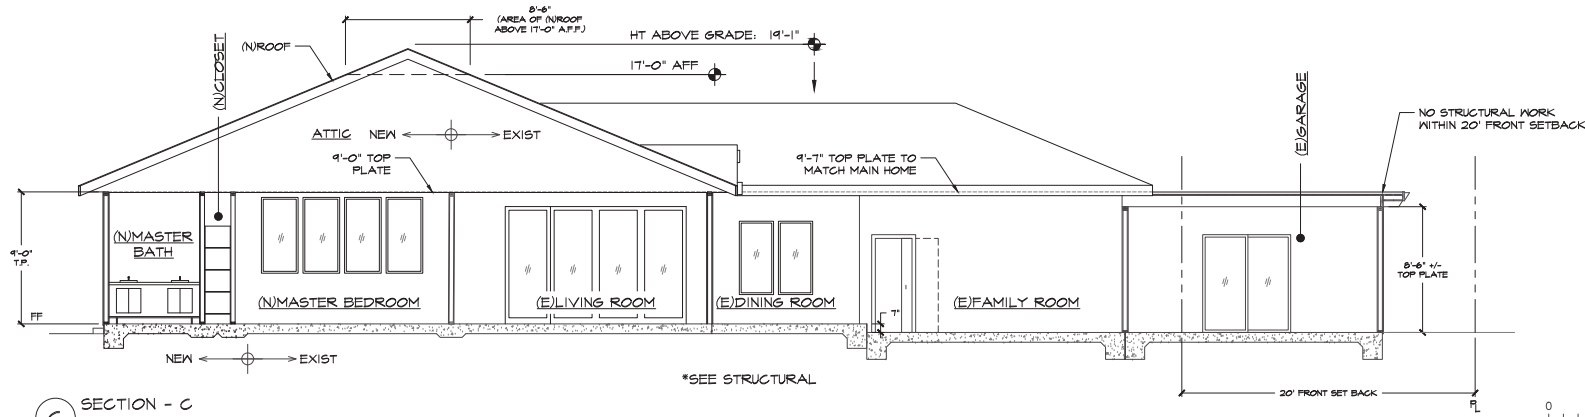 8'-6"
(AREA OF (N)ROOF
ABOVE 17'-0" A.F.F.)
HT ABOVE GRADE: 19'-1"
(N)ROOF
17'-0" AFF
(N)CLOSET
ATTIC
NEW
EXIST
9'-0" TOP
PLATE
9'-7" TOP PLATE TO
MATCH MAIN HOME
(E)GARAGE
NO STRUCTURAL WORK
WITHIN 20' FRONT SETBACK
(N)MASTER
BATH
9'-0"
T.P.
8'-6" +/-
TOP PLATE
(N)MASTER BEDROOM
(E)LIVING ROOM
(E)DINING ROOM
(E)FAMILY ROOM
FF
7"
NEW
EXIST
*SEE STRUCTURAL
20' FRONT SET BACK
PL
SECTION - C
C
0